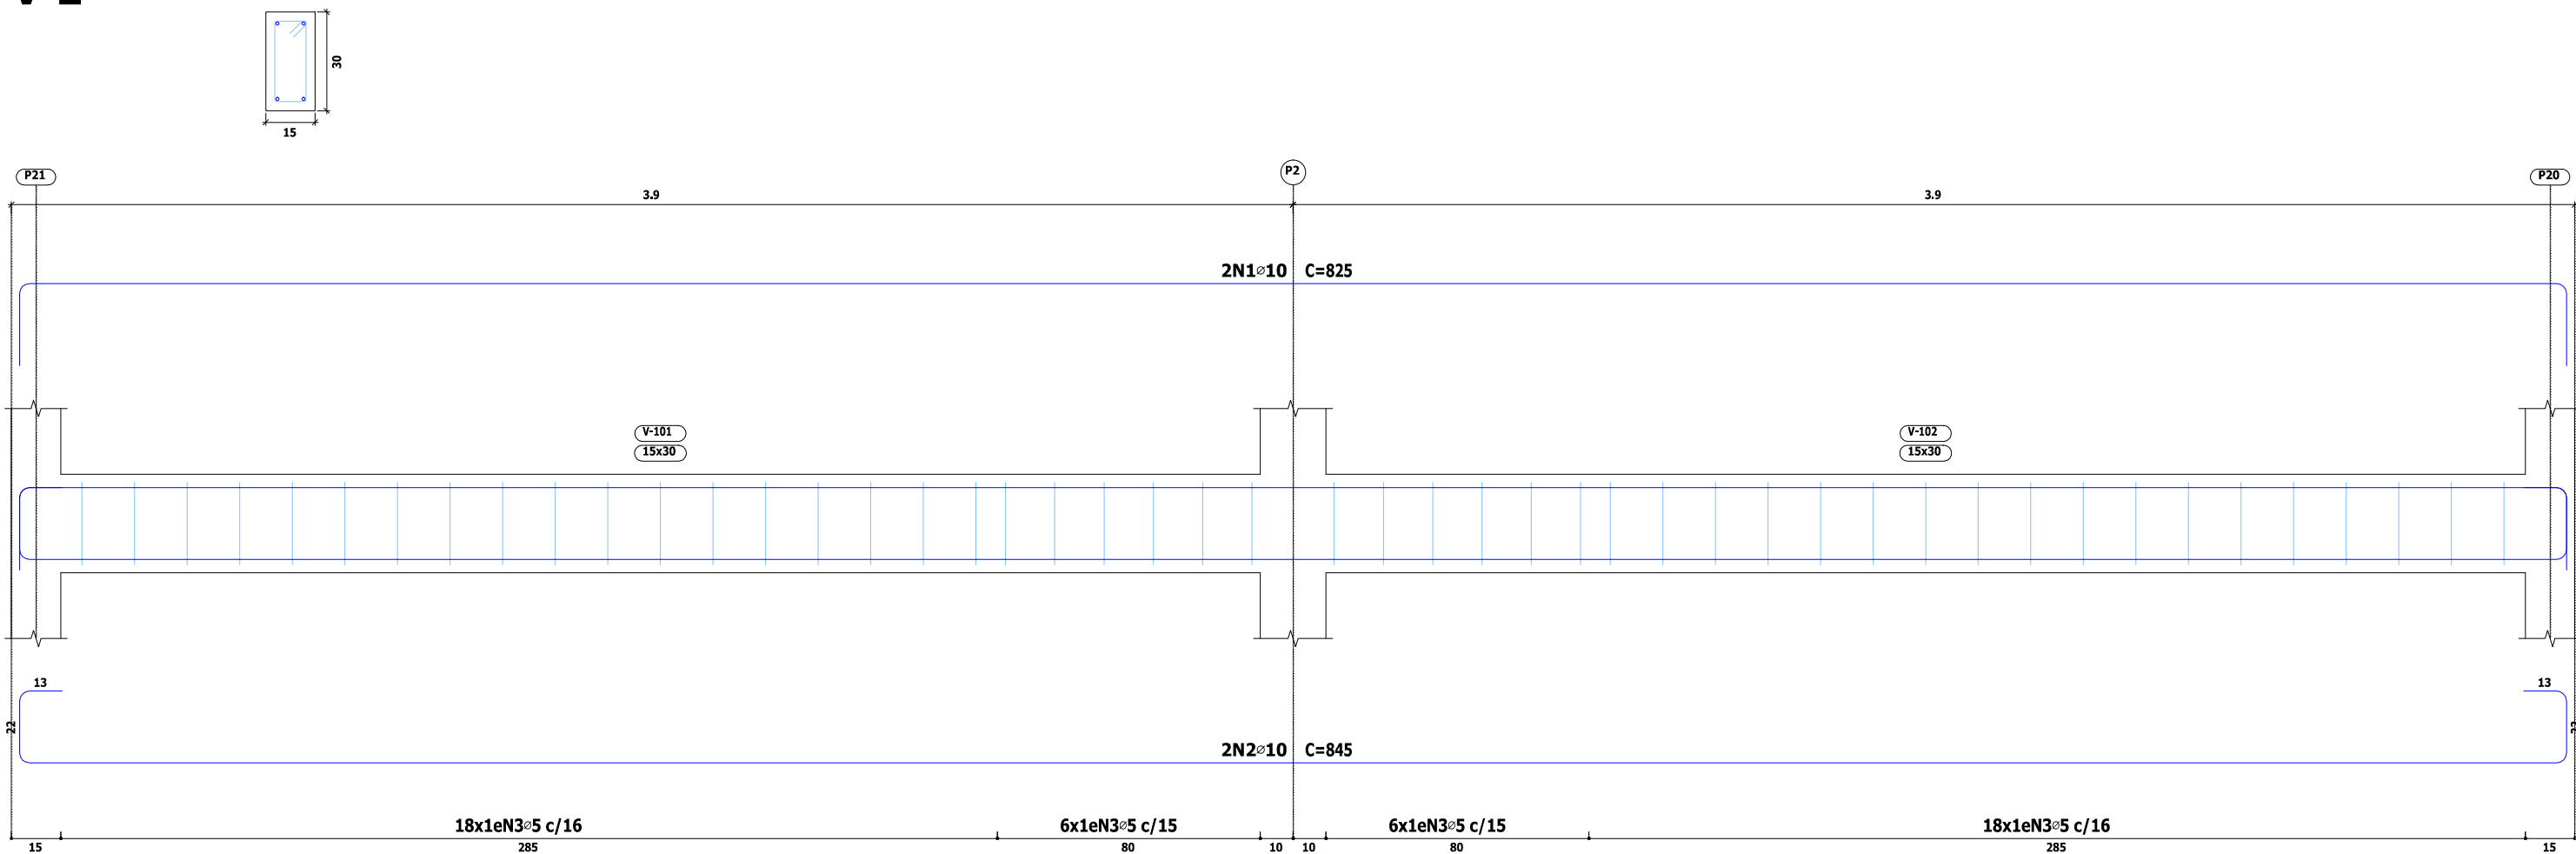 30
15
P21
P2
P20
3.9
3.9
2N1⌀10 C=825
V-101
15x30
V-102
15x30
13
13
22
2N2⌀10 C=845
18x1eN3⌀5 c/16
6x1eN3⌀5 c/15
6x1eN3⌀5 c/15
18x1eN3⌀5 c/16
15
285
80
10
10
80
285
15